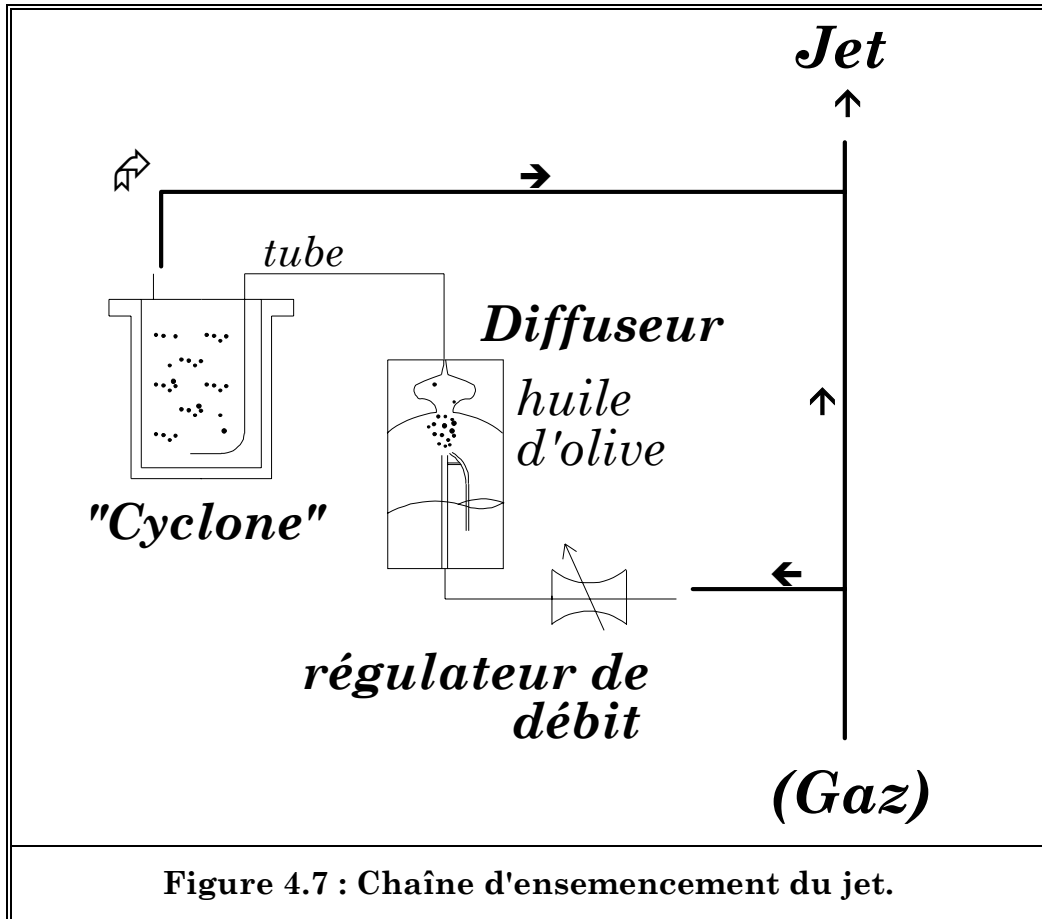 Jet
tube
Diffuseur
huile
d'olive
"Cyclone"
régulateur de
débit
(Gaz)
Figure 4.7 : Chaîne d'ensemencement du jet.